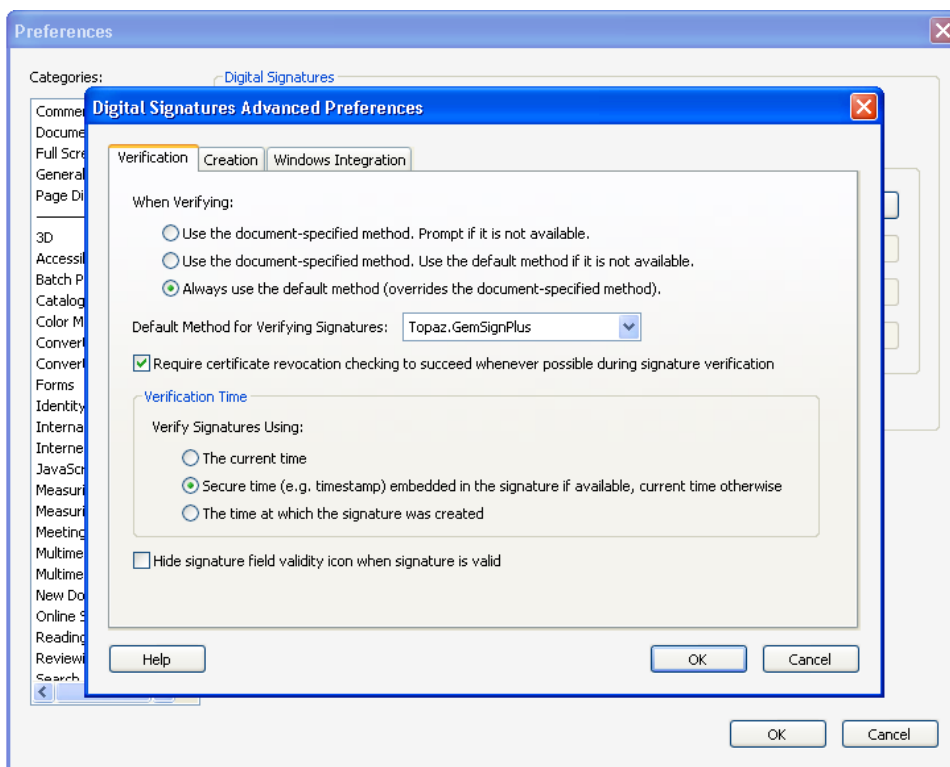 Preferences
Categories:
Digital Signatures
Digital Signatures Advanced Preferences
Full Scre
General
Page Di
3D
Accessil
Batch P
Catalog
Color M
Convert
Convert
Forms
Identity
Interna
Interne
JavaScr
Measuri
Measuri
Meeting
Multime
Multime
New Do
Online S
Reading
Reviewi
Search
Verification
Creation
Windows Integration
When Verifying:
Use the document-specified method. Prompt if it is not available.
Use the document-specified method. Use the default method if it is not available.
Always use the default method (overrides the document-specified method).
Default Method for Verifying Signatures: Topaz.GemSignPlus
Require certificate revocation checking to succeed whenever possible during signature verification
Verification Time
Verify Signatures Using:
The current time
Secure time (e.g. timestamp) embedded in the signature if available, current time otherwise
The time at which the signature was created
Hide signature field validity icon when signature is valid
Help
OK
Cancel
OK
Cancel